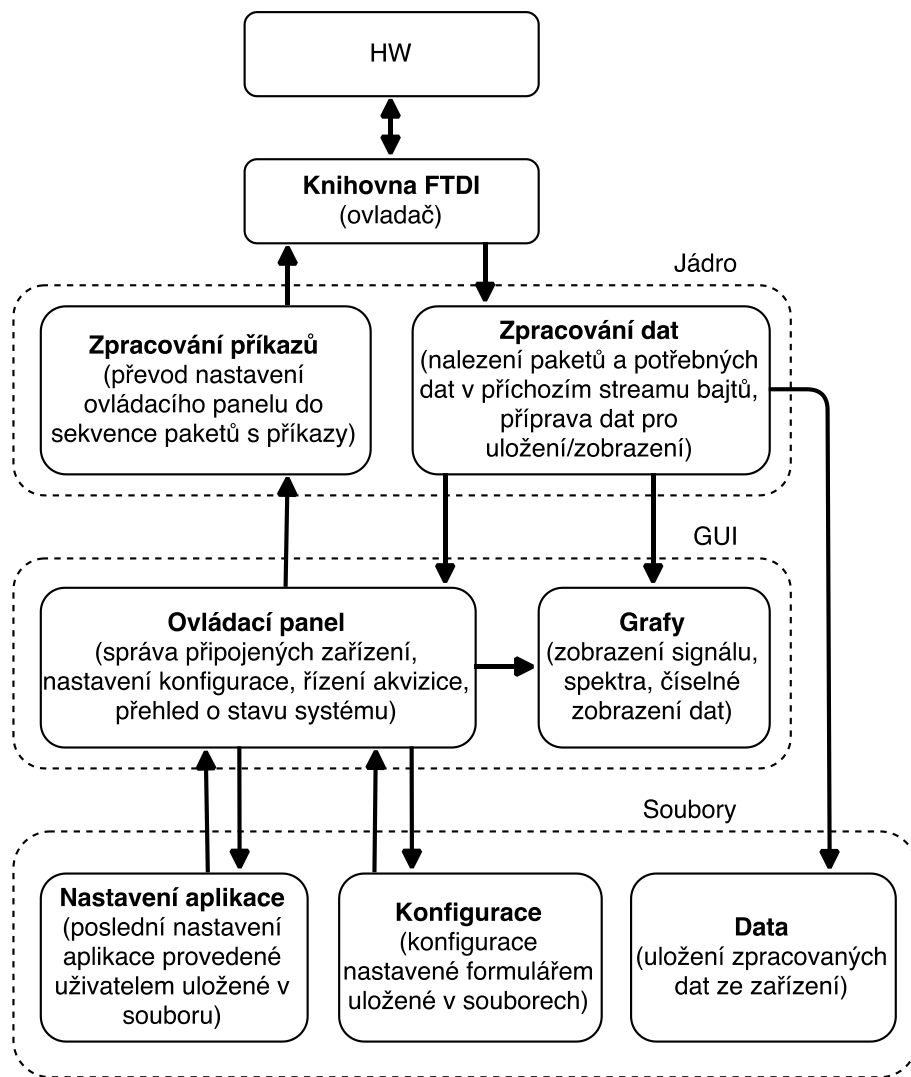 HW
Knihovna FTDI
(ovladač)
Jádro
Zpracování příkazů
(převod nastavení
ovládacího panelu do
sekvence paketů s příkazy)
Zpracování dat
(nalezení paketů a potřebných
dat v příchozím streamu bajtů,
příprava dat pro
uložení/zobrazení)
GUI
Ovládací panel
(správa připojených zařízení,
nastavení konfigurace, řízení akvizice,
přehled o stavu systému)
Grafy
(zobrazení signálu,
spektra, číselné
zobrazení dat)
Soubory
Nastavení aplikace
(poslední nastavení
aplikace provedené
uživatelem uložené v
souboru)
Konfigurace
(konfigurace
nastavené formulářem
uložené v souborech)
Data
(uložení zpracovaných
dat ze zařízení)